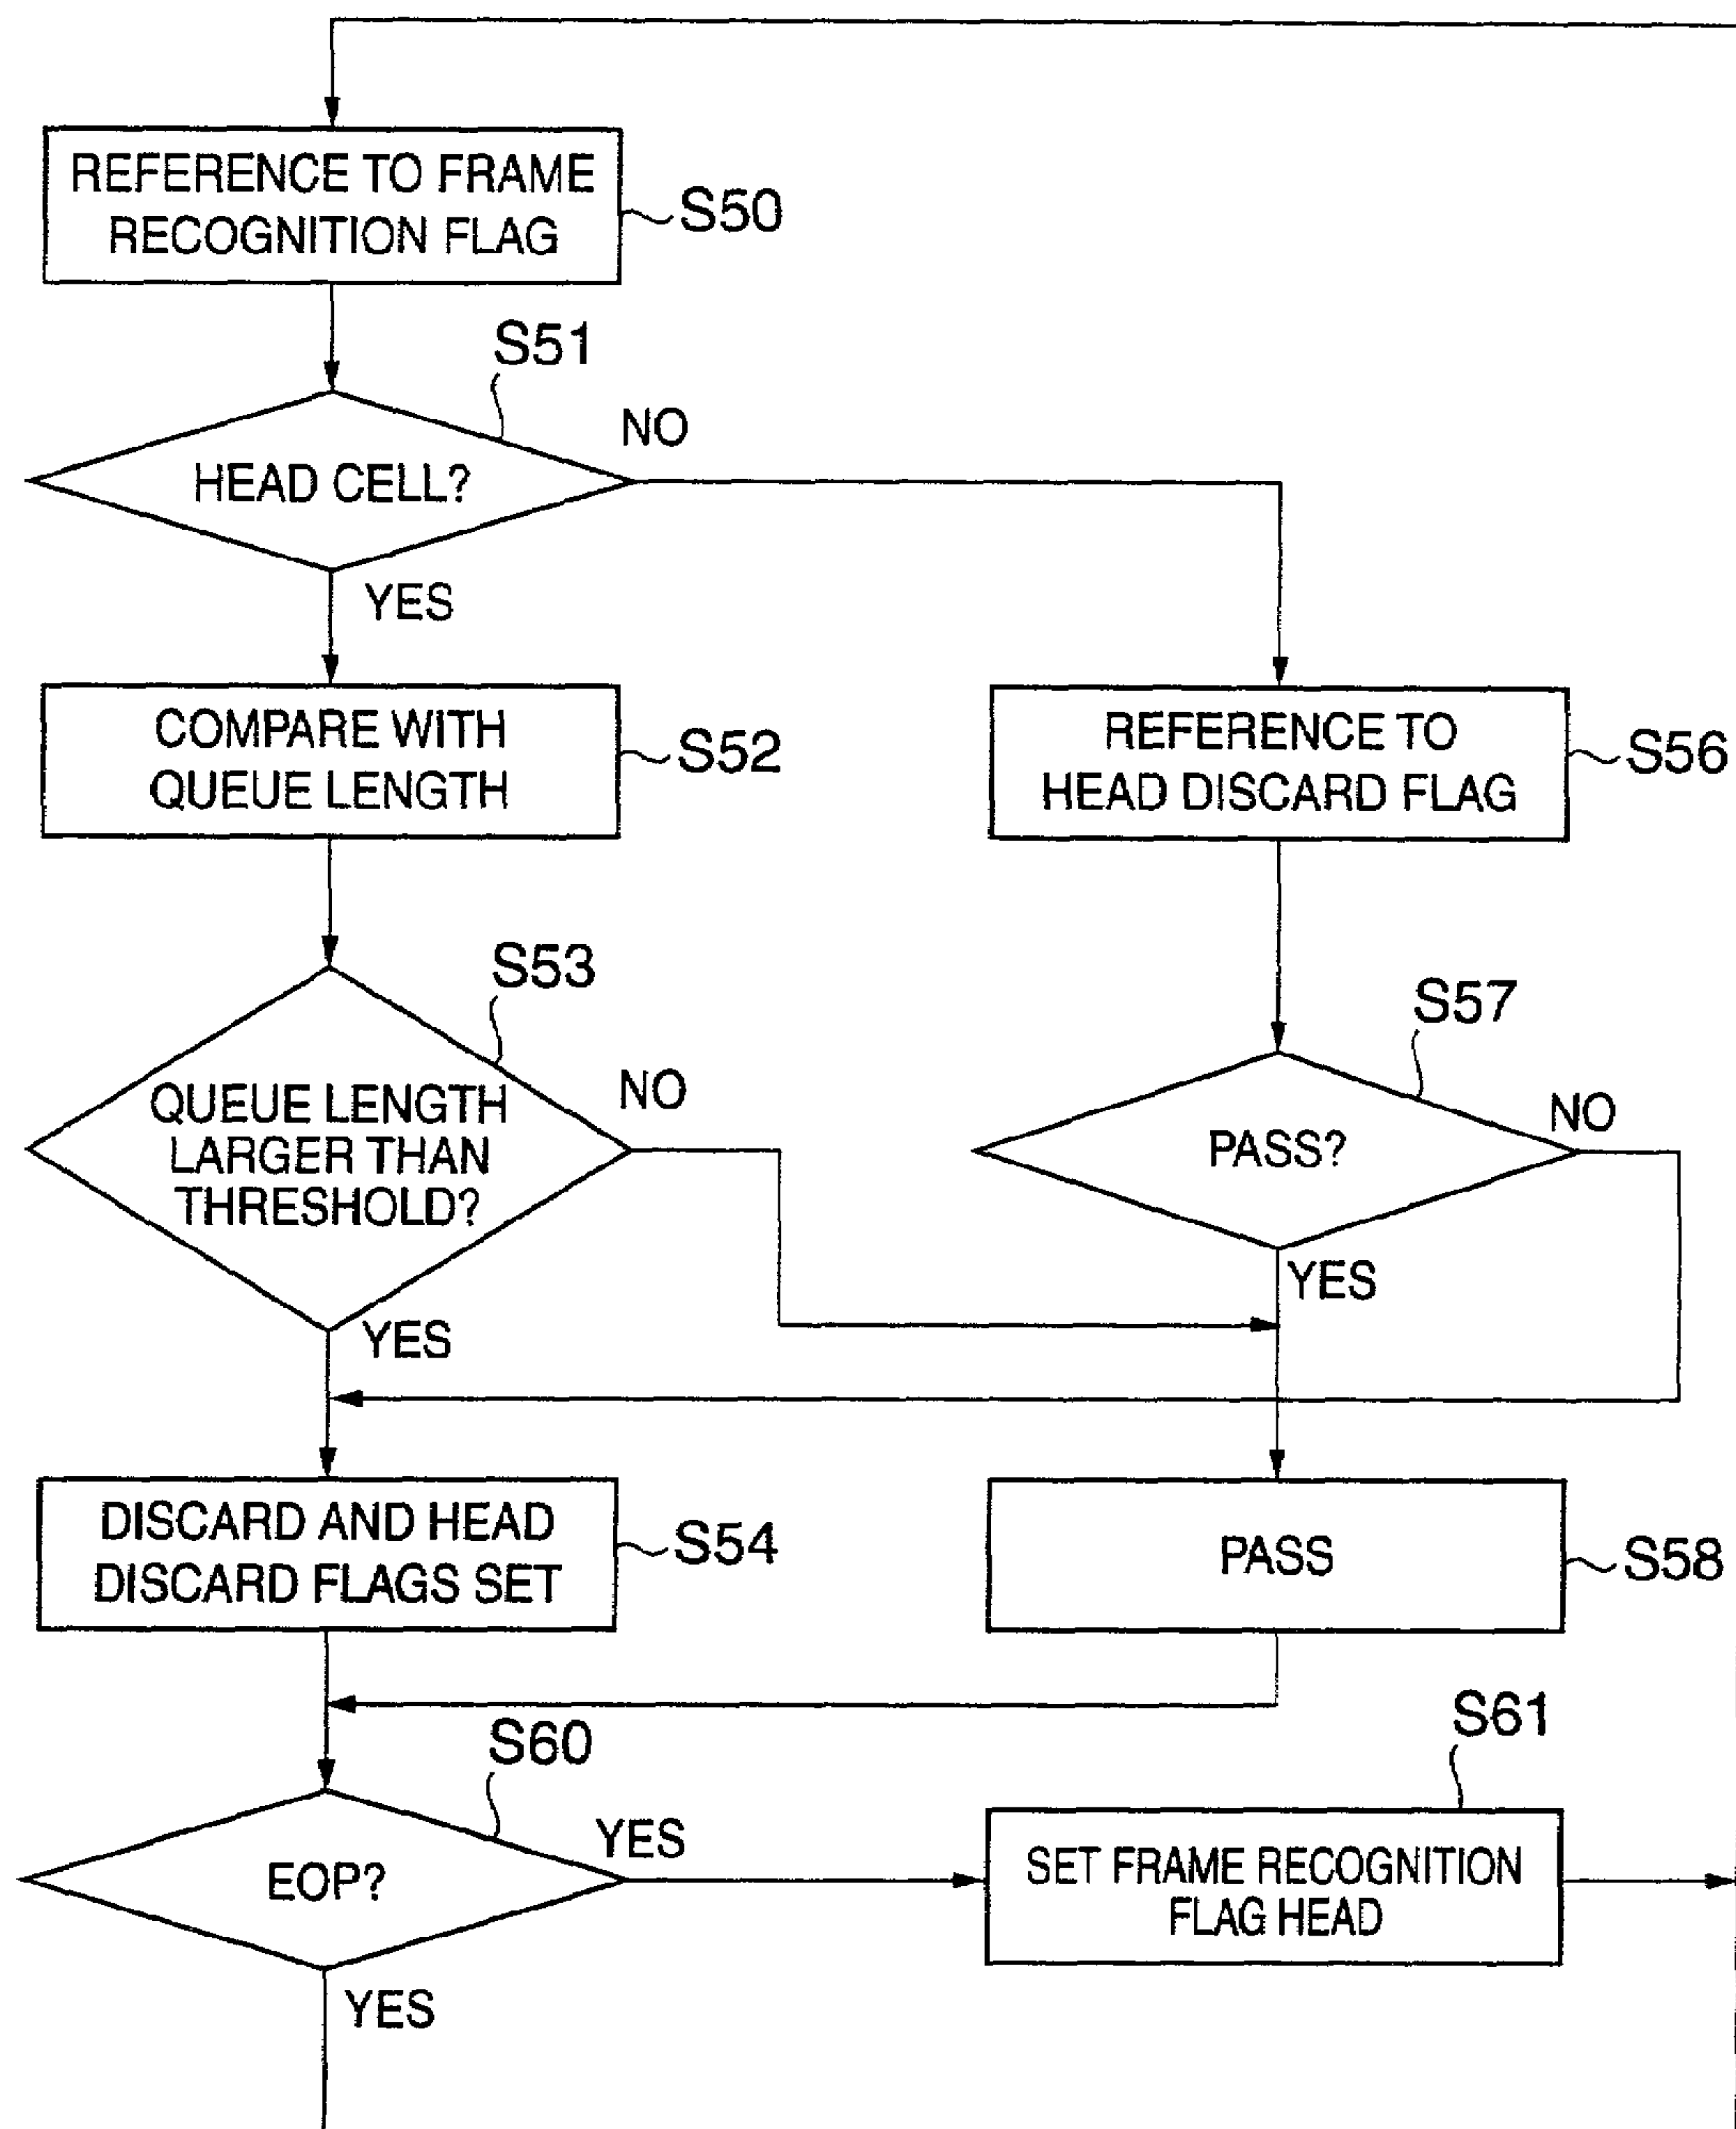 REFERENCE TO FRAME
RECOGNITION FLAG
S50
S51
HEAD CELL?
NO
YES
COMPARE WITH
QUEUE LENGTH
S52
REFERENCE TO
HEAD DISCARD FLAG
S56
S53
QUEUE LENGTH
LARGER THAN
THRESHOLD?
NO
YES
S57
PASS?
NO
YES
DISCARD AND HEAD
DISCARD FLAGS SET
S54
PASS
S58
S60
EOP?
YES
YES
S61
SET FRAME RECOGNITION
FLAG HEAD